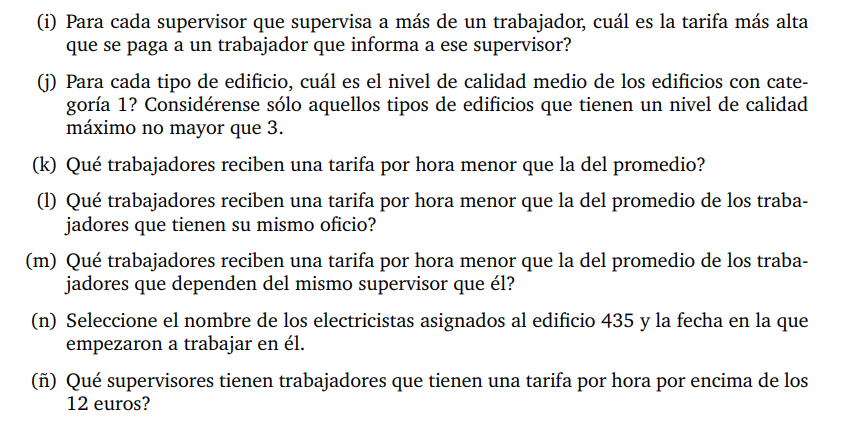 (i) Para cada supervisor que supervisa a más de un trabajador, cuál es la tarifa más alta
que se paga a un trabajador que informa a ese supervisor?
(j) Para cada tipo de edificio, cuál es el nivel de calidad medio de los edificios con cate-
goría 1? Considérense sólo aquellos tipos de edificios que tienen un nivel de calidad
máximo no mayor que 3.
(k) Qué trabajadores reciben una tarifa por hora menor que la del promedio?
(l) Qué trabajadores reciben una tarifa por hora menor que la del promedio de los traba-
jadores que tienen su mismo oficio?
(m) Qué trabajadores reciben una tarifa por hora menor que la del promedio de los traba-
jadores que dependen del mismo supervisor que él?
(n) Seleccione el nombre de los electricistas asignados al edificio 435 y la fecha en la que
empezaron a trabajar en él.
(ñ) Qué supervisores tienen trabajadores que tienen una tarifa por hora por encima de los
12 euros?